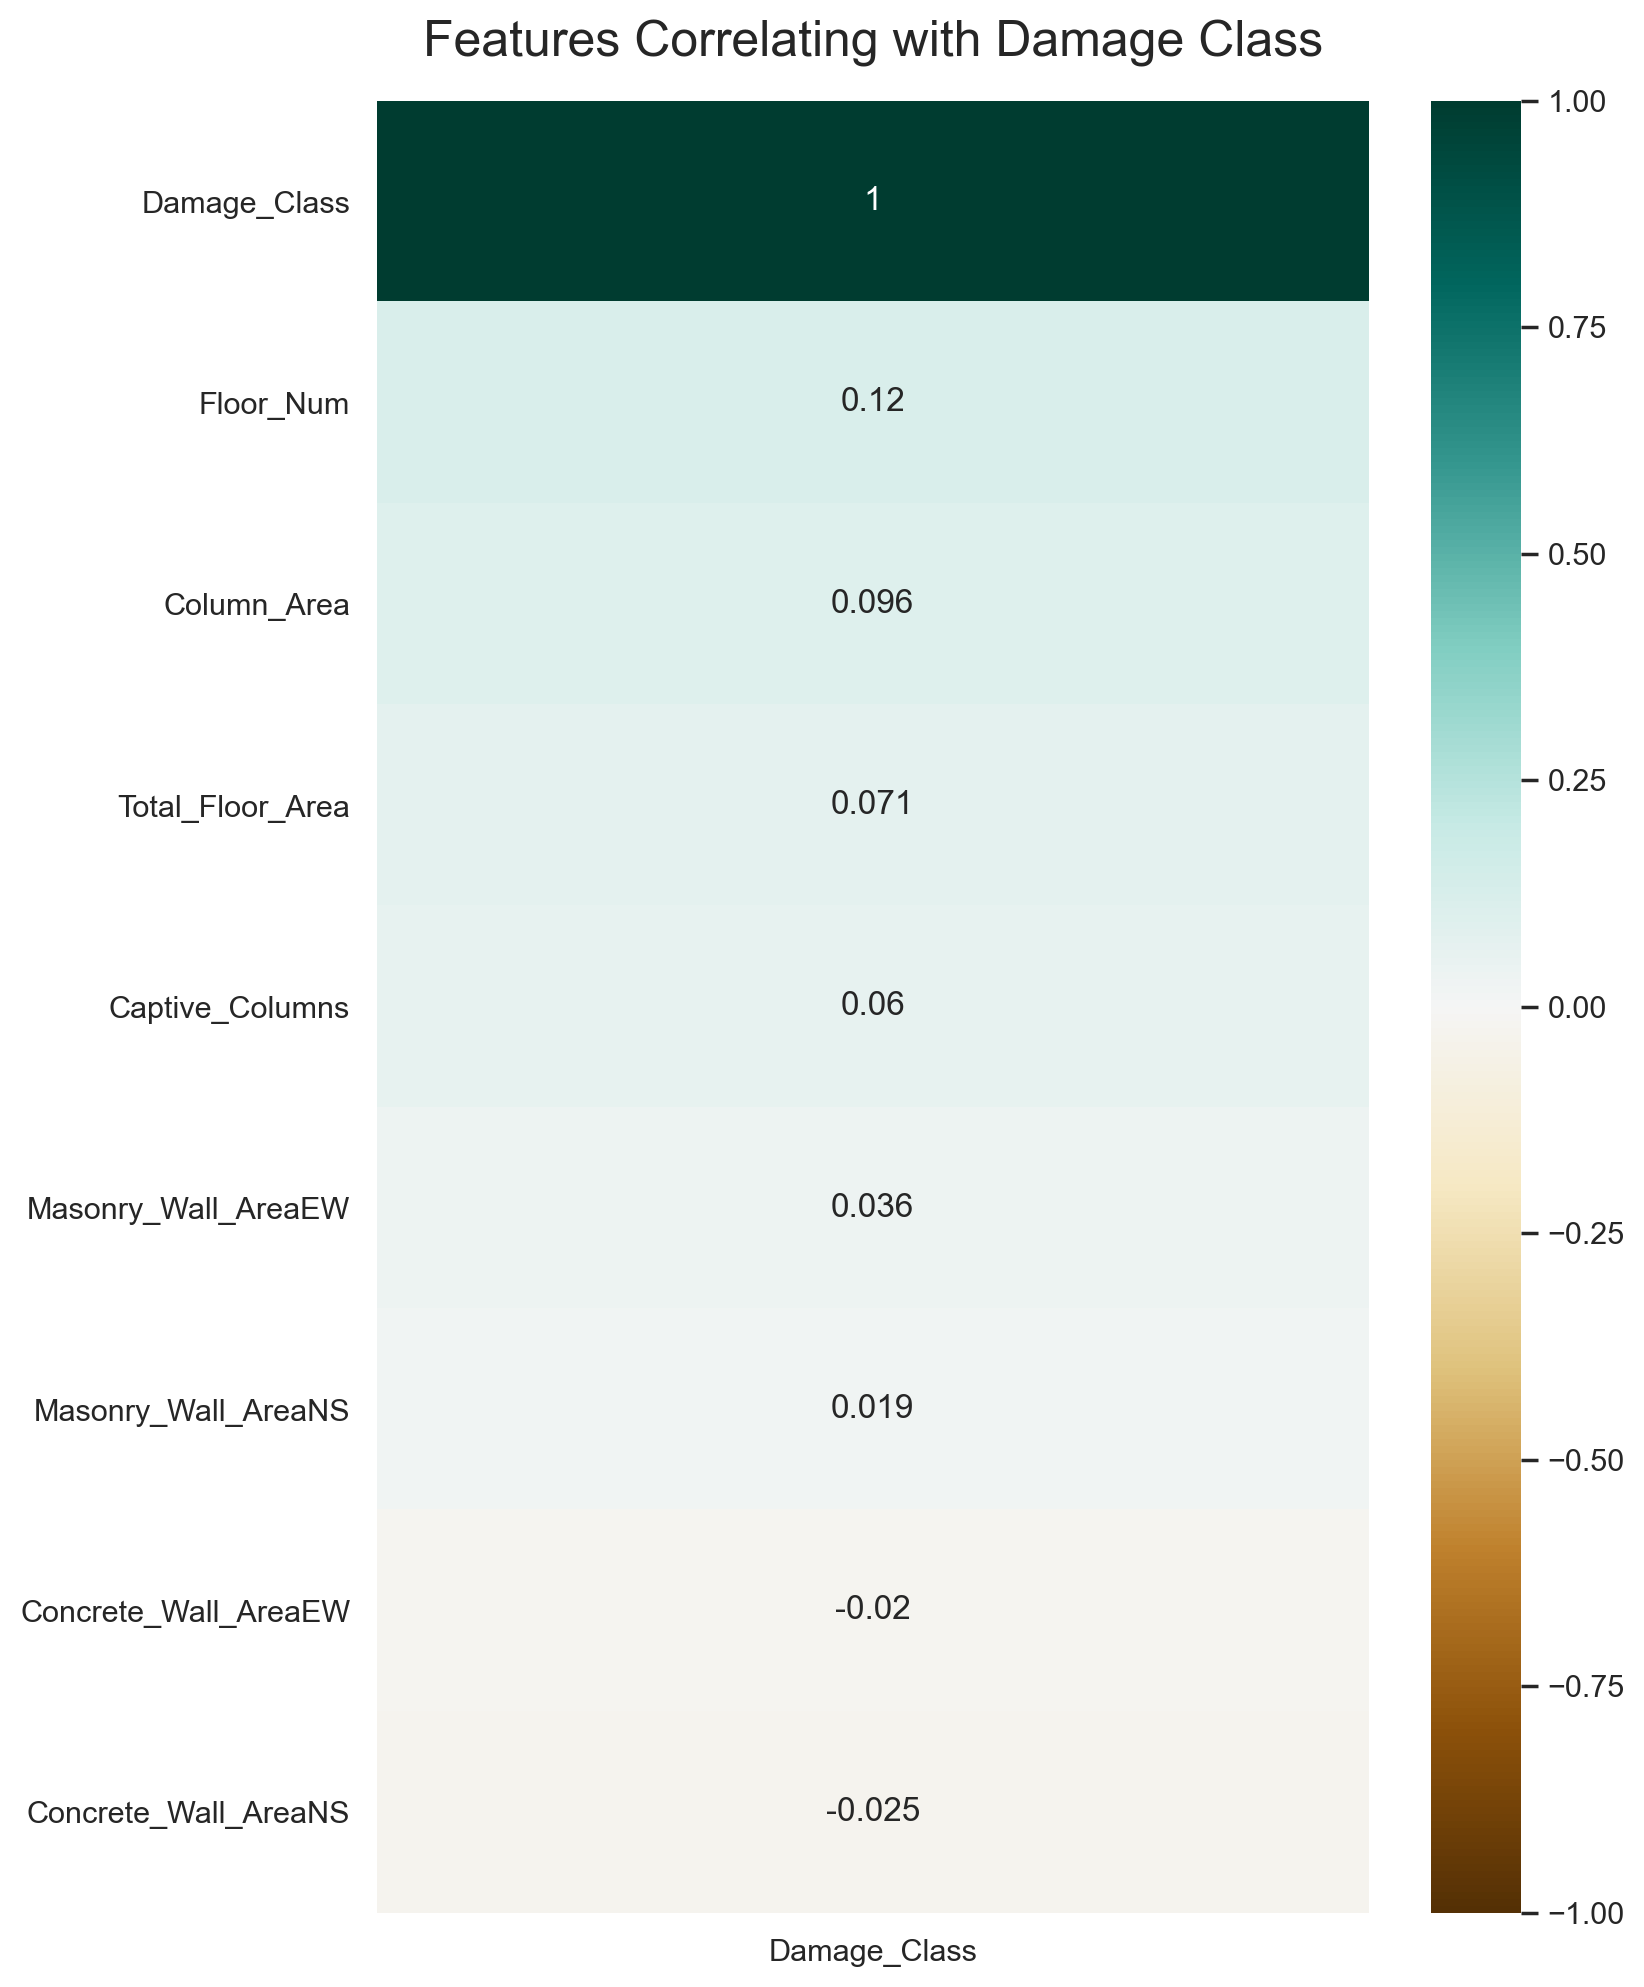 Features Correlating with Damage Class
Damage_Class
1
Floor_Num
0.12
Column_Area
0.096
Total_Floor_Area
0.071
Captive_Columns
0.06
Masonry_Wall_AreaEW
0.036
Masonry_Wall_AreaNS
0.019
Concrete_Wall_AreaEW
-0.02
Concrete_Wall_AreaNS
-0.025
Damage_Class
1.00
0.75
0.50
0.25
0.00
−0.25
−0.50
−0.75
−1.00